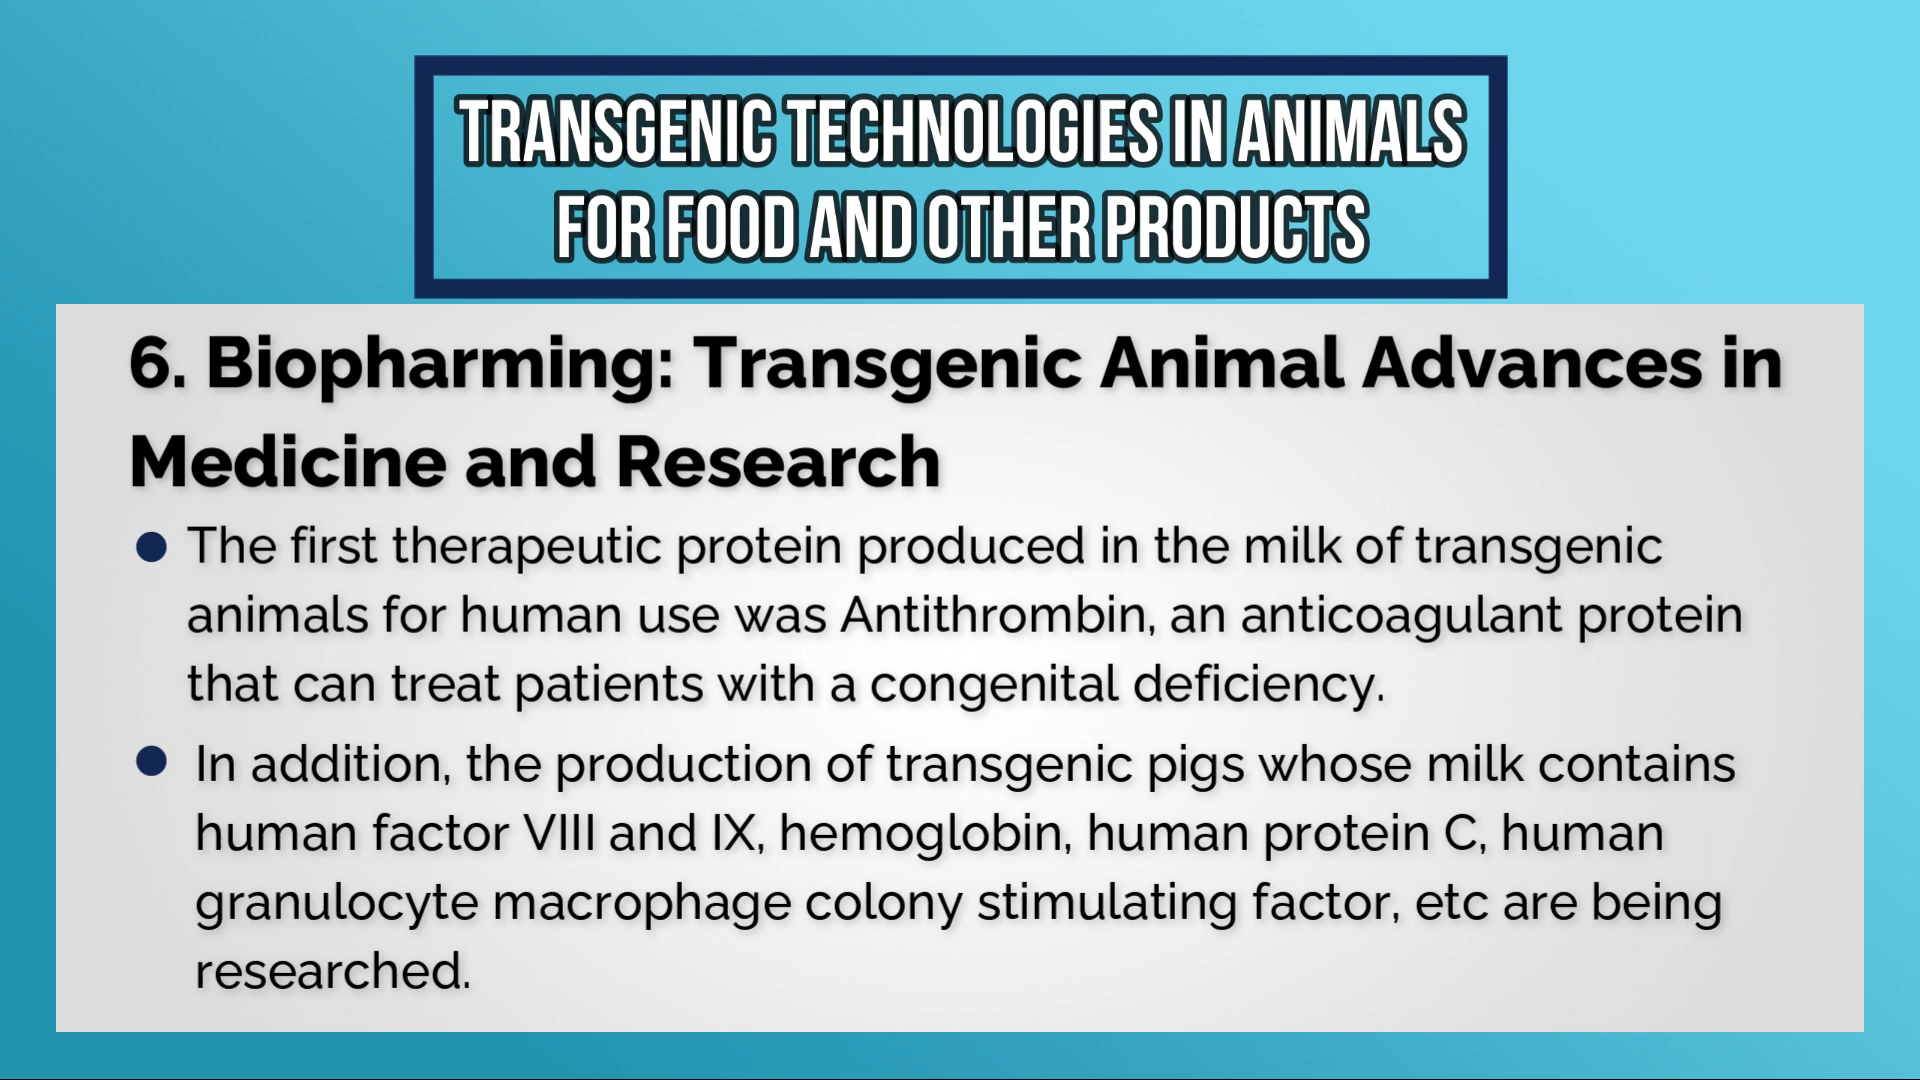 TRANSGENIC TECHNOLOGIES IN ANIMALS
FOR FOOD AND OTHER PRODUCTS
6. Biopharming: Transgenic Animal Advances in
Medicine and Research
● The first therapeutic protein produced in the milk of transgenic
animals for human use was Antithrombin, an anticoagulant protein
that can treat patients with a congenital deficiency.
● In addition, the production of transgenic pigs whose milk contains
human factor VIII and IX, hemoglobin, human protein C, human
granulocyte macrophage colony stimulating factor, etc are being
researched.